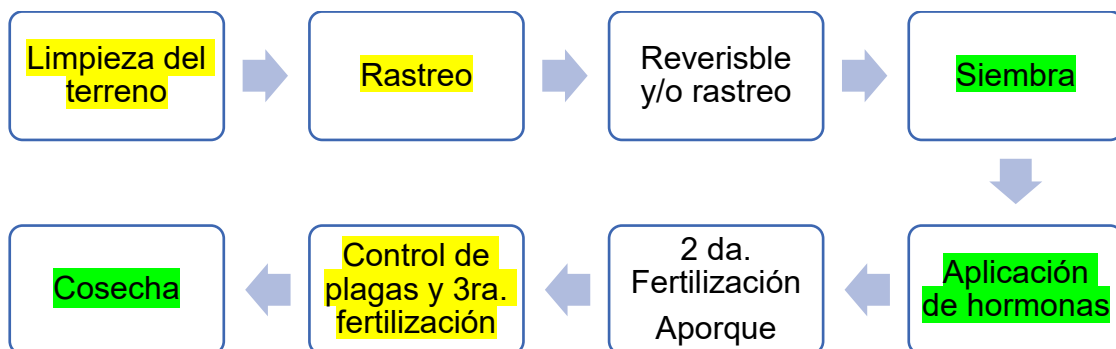 Limpieza del
terreno
Rastreo
Reverisble
y/o rastreo
Siembra
Aplicación
de hormonas
2 da.
Fertilización
Aporque
Control de
plagas y 3ra.
fertilización
Cosecha